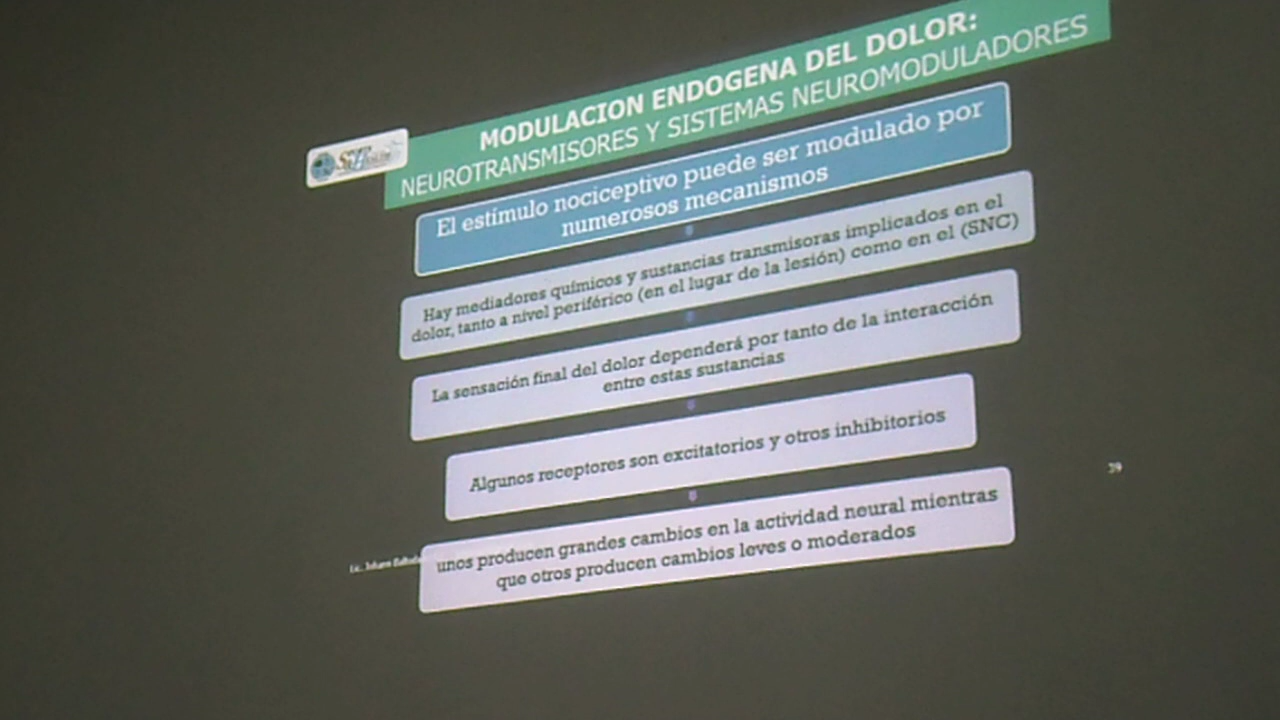 MODULACION ENDOGENA DEL DOLOR:
NEUROTRANSMISORES Y SISTEMAS NEUROMODULADORES
El estímulo nociceptivo puede ser modulado por
numerosos mecanismos
Hay mediadores químicos y sustancias transmisoras implicados en el
dolor, tanto a nivel periférico (en el lugar de la lesión) como en el (SNC)
La sensación final del dolor dependerá por tanto de la interacción
entre estas sustancias
Algunos receptores son excitatorios y otros inhibitorios
39
unos producen grandes cambios en la actividad neural mientras
que otros producen cambios leves o moderados
Lic.